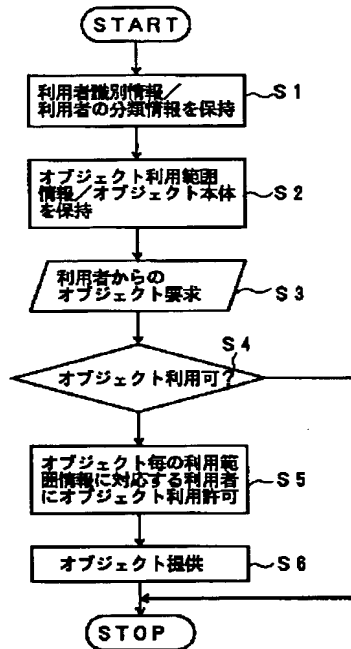 START
利用者識別情報／
利用者の分類情報を保持
S1
オブジェクト利用範囲
情報／オブジェクト本体
を保持
S2
利用者からの
オブジェクト要求
S3
S4
オブジェクト利用可？
オブジェクト毎の利用範
囲情報に対応する利用者
にオブジェクト利用許可
S5
オブジェクト提供
S6
STOP